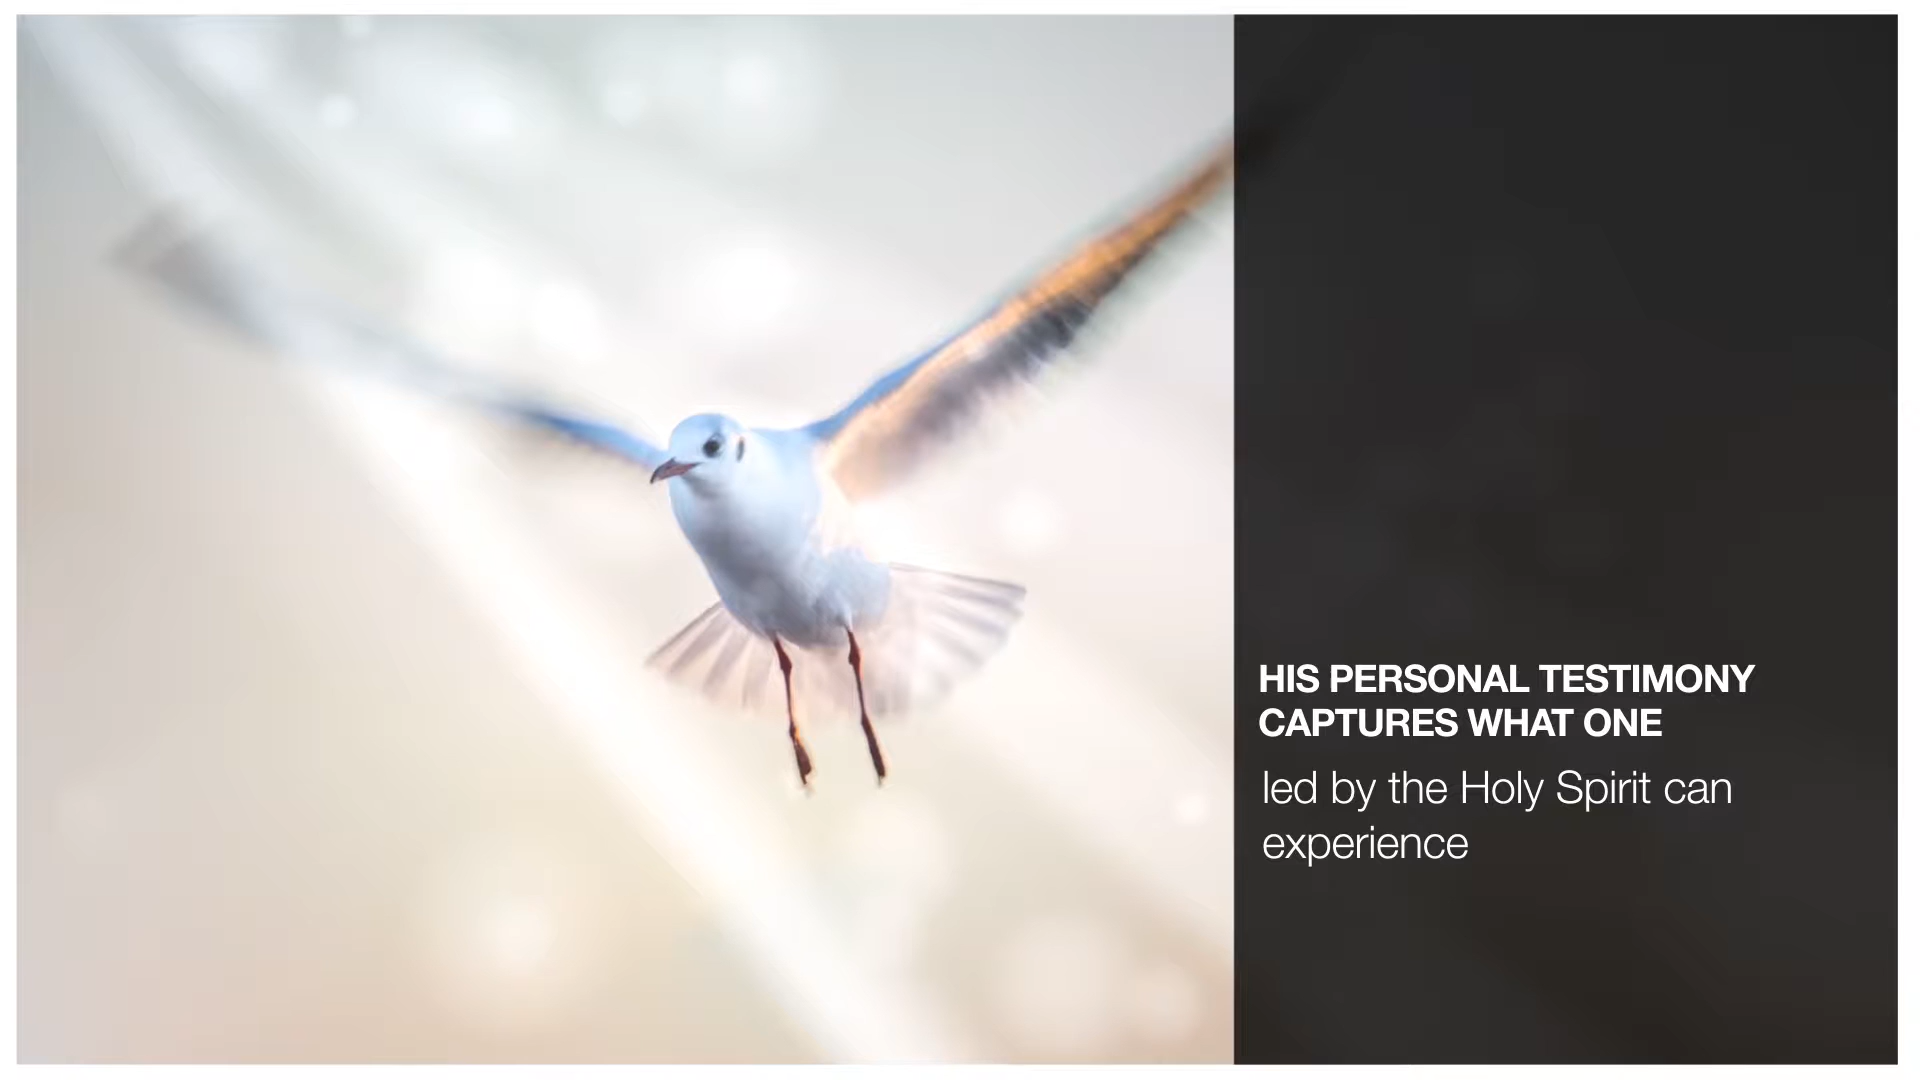 HIS PERSONAL TESTIMONY
CAPTURES WHAT ONE
led by the Holy Spirit can
experience